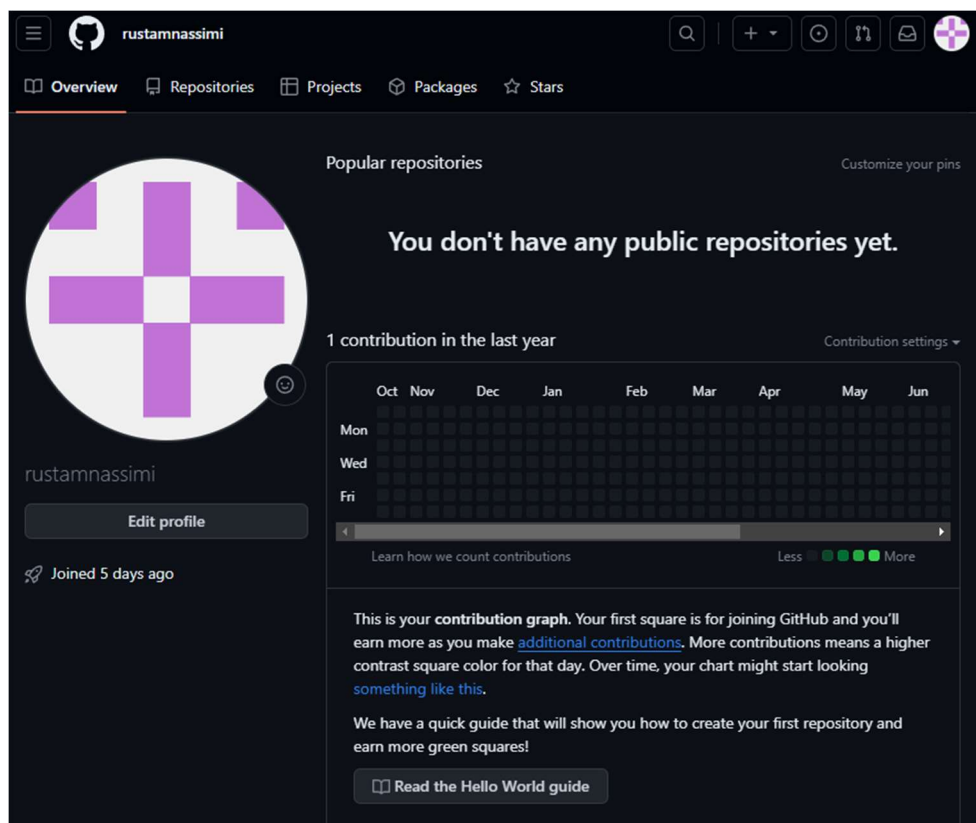 rustamnassimi
Overview Repositories Projects Packages Stars
Popular repositories
Customize your pins
You don't have any public repositories yet.
1 contribution in the last year
Contribution settings
Oct Nov Dec Jan Feb Mar Apr May Jun
Mon
Wed
Fri
Learn how we count contributions
Less More
rustamnassimi
Edit profile
Joined 5 days ago
This is your contribution graph. Your first square is for joining GitHub and you'll
earn more as you make additional contributions. More contributions means a higher
contrast square color for that day. Over time, your chart might start looking
something like this.
We have a quick guide that will show you how to create your first repository and
earn more green squares!
Read the Hello World guide